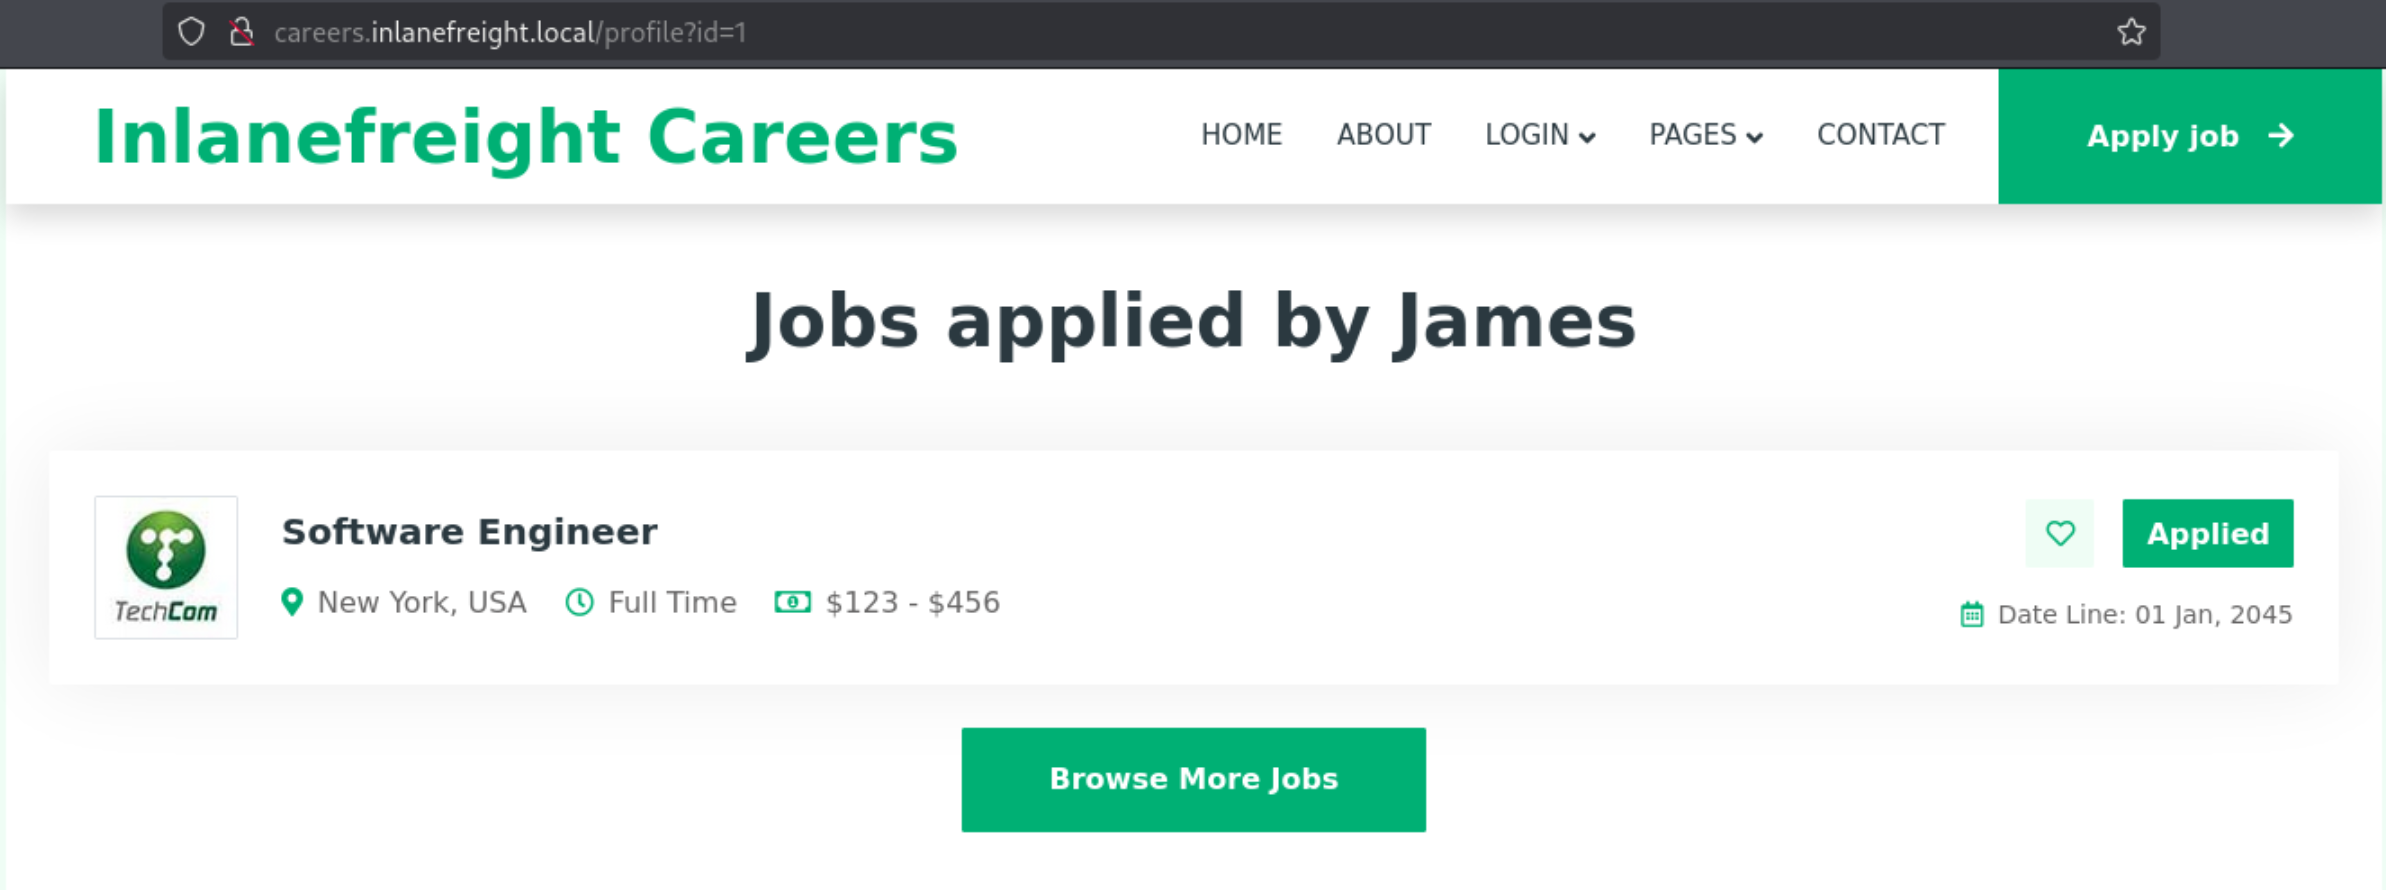 careers.inlanefreight.local/profile?id=1
Inlanefreight Careers
HOME ABOUT LOGIN PAGES CONTACT Apply job
Jobs applied by James
TechCom
Software Engineer
New York, USA Full Time $123 - $456
Applied
Date Line: 01 Jan, 2045
Browse More Jobs